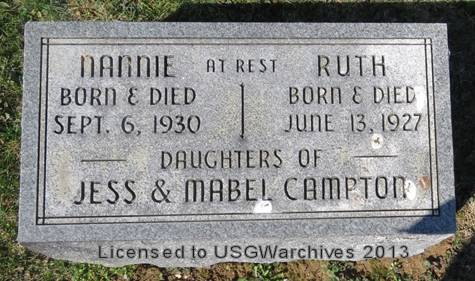 NANNIE AT REST RUTH
BORN & DIED BORN & DIED
SEPT. 6, 1930 JUNE 13, 1927
DAUGHTERS OF
JESS & MABEL CAMPTON
Licensed to USGWarchives 2013